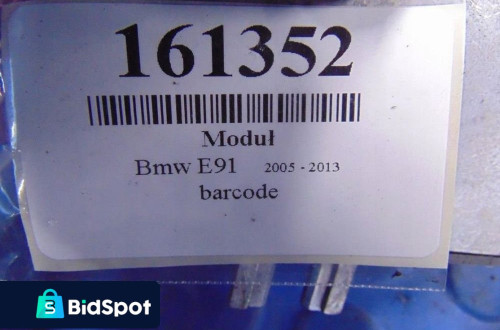 161352
Moduł
Bmw E91 2005 - 2013
barcode
BidSpot